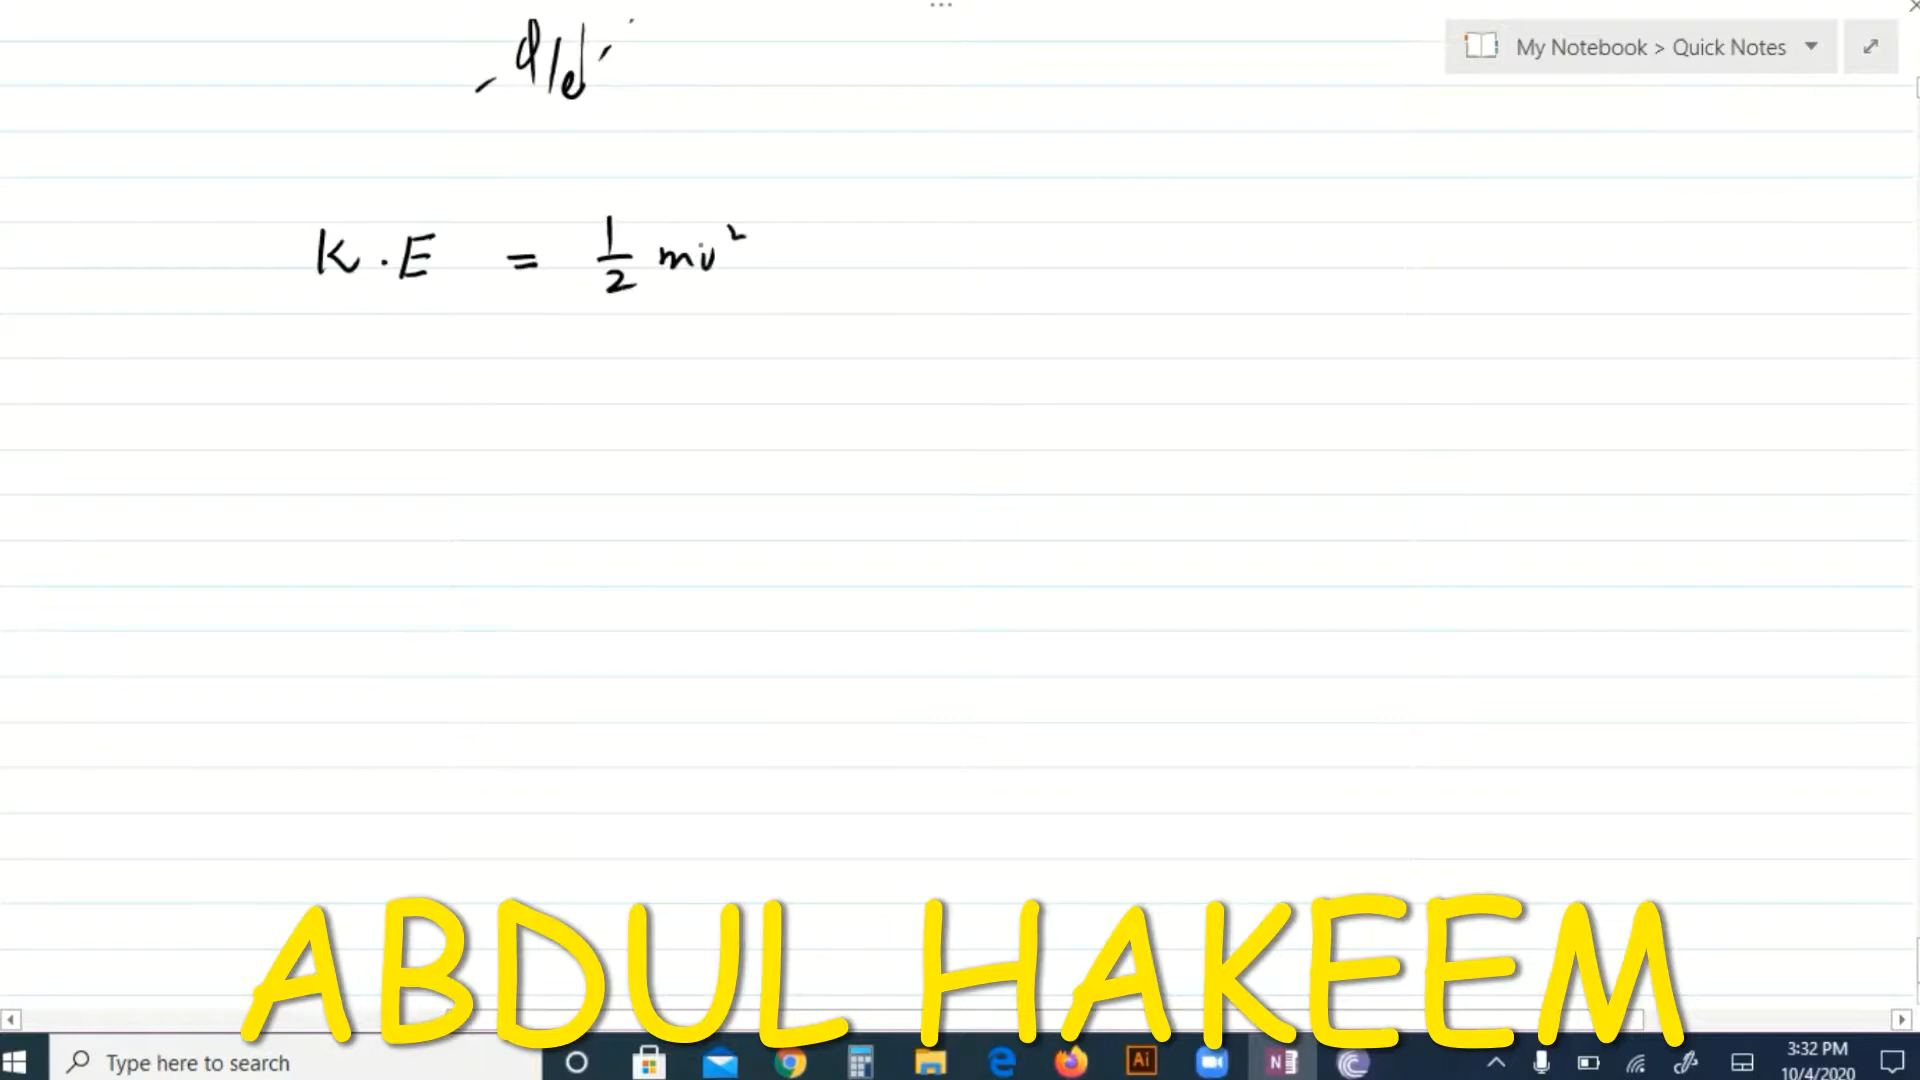 My Notebook > Quick Notes
K.E = 1/2 mv²
ABDUL HAKEEM
Type here to search
Ai
N
3:32 PM
10/4/2020